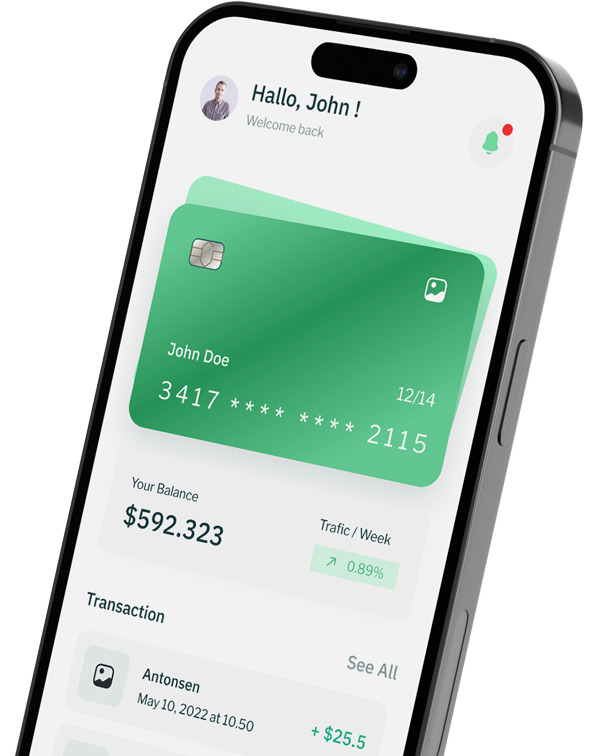 Hallo, John !
Welcome back
John Doe
12/14
3417 **** **** 2115
Your Balance
$592.323
Trafic / Week
0.89%
Transaction
See All
Antonsen
May 10, 2022 at 10.50
+ $25.5